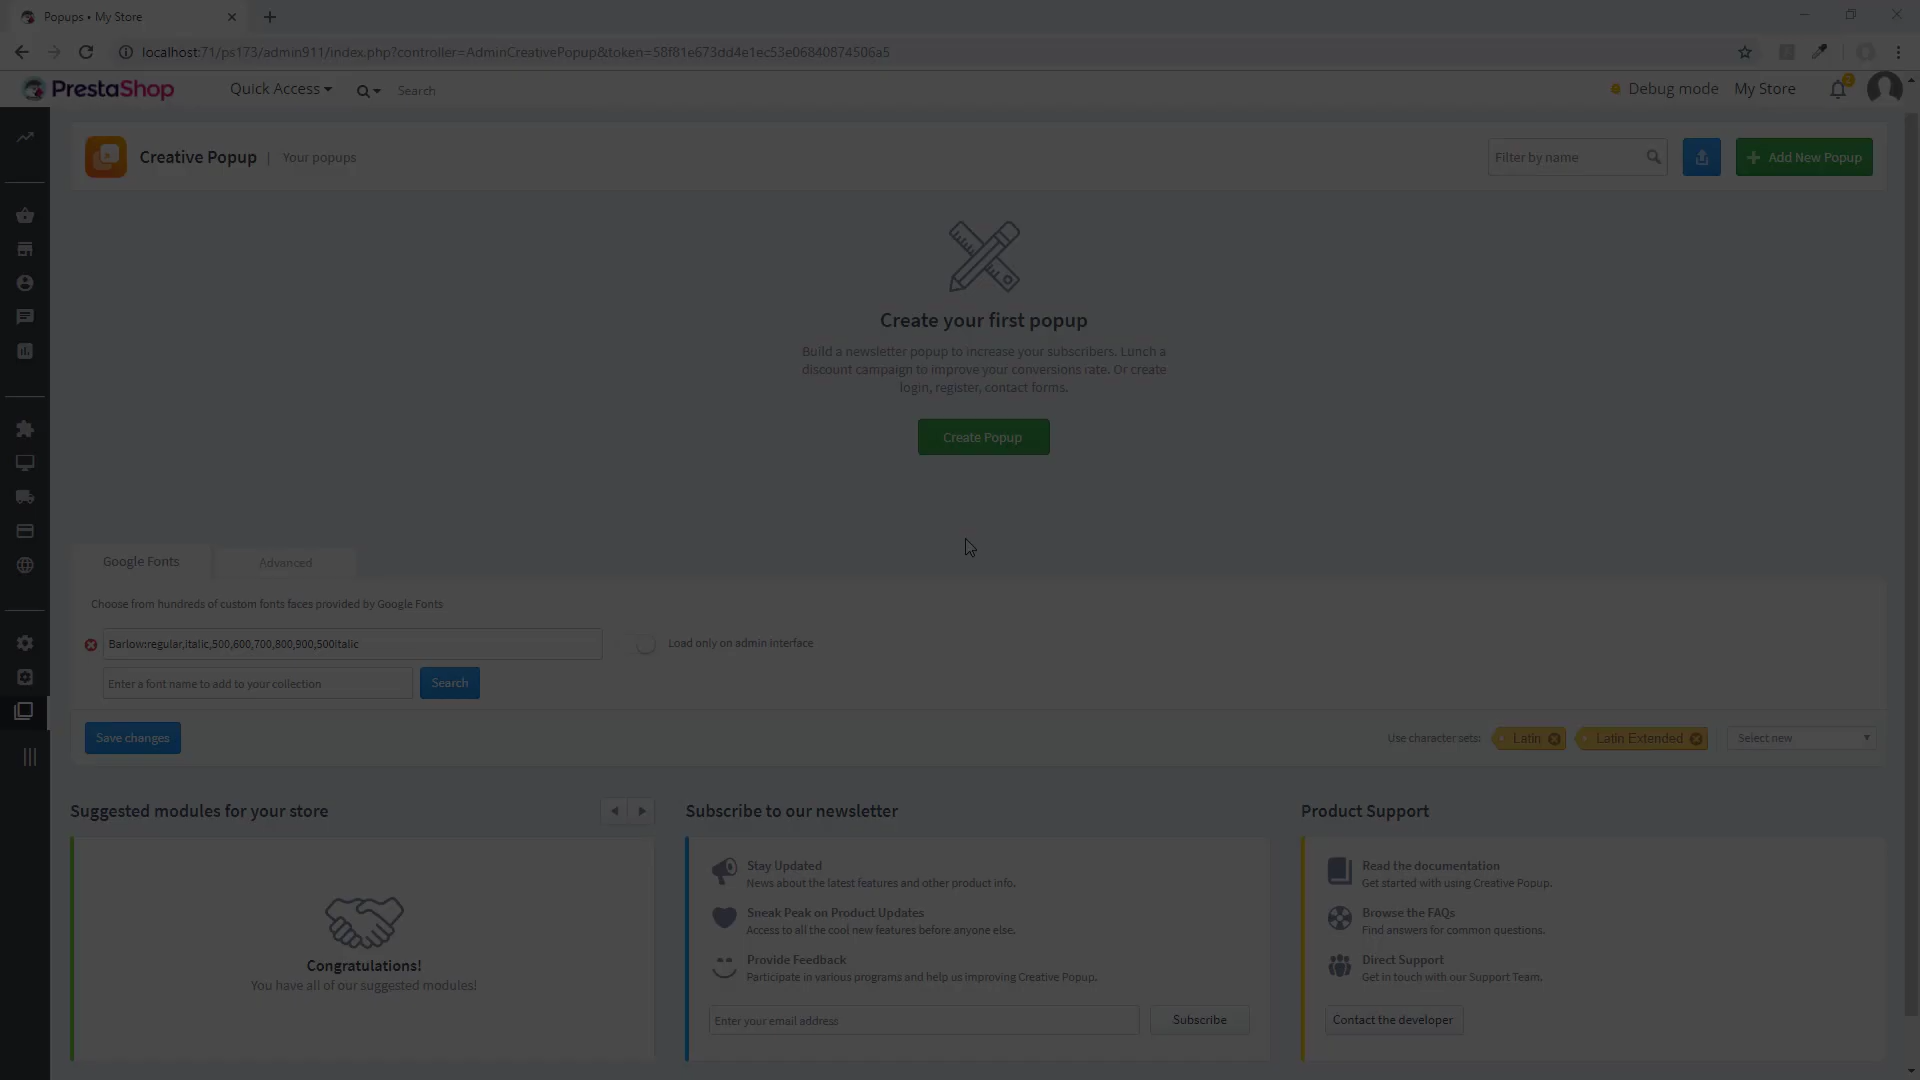 Popups • My Store
localhost:71/ps173/admin911/index.php?controller=AdminCreativePopup&token=58f81e673dd4e1ec53e06840874506a5
PrestaShop
Quick Access
Search
Debug mode
My Store
2
Creative Popup | Your popups
Filter by name
Add New Popup
Create your first popup
Build a newsletter popup to increase your subscribers. Lunch a
discount campaign to improve your conversions rate. Or create
login, register, contact forms.
Create Popup
Google Fonts
Advanced
Choose from hundreds of custom fonts faces provided by Google Fonts
Barlow:regular,italic,500,600,700,800,900,500italic
Load only on admin interface
Enter a font name to add to your collection
Search
Save changes
Use character sets:
Latin
Latin Extended
Select new
Suggested modules for your store
Congratulations!
You have all of our suggested modules!
Subscribe to our newsletter
Stay Updated
News about the latest features and other product info.
Sneak Peak on Product Updates
Access to all the cool new features before anyone else.
Provide Feedback
Participate in various programs and help us improving Creative Popup.
Enter your email address
Subscribe
Product Support
Read the documentation
Get started with using Creative Popup.
Browse the FAQs
Find answers for common questions.
Direct Support
Get in touch with our Support Team.
Contact the developer